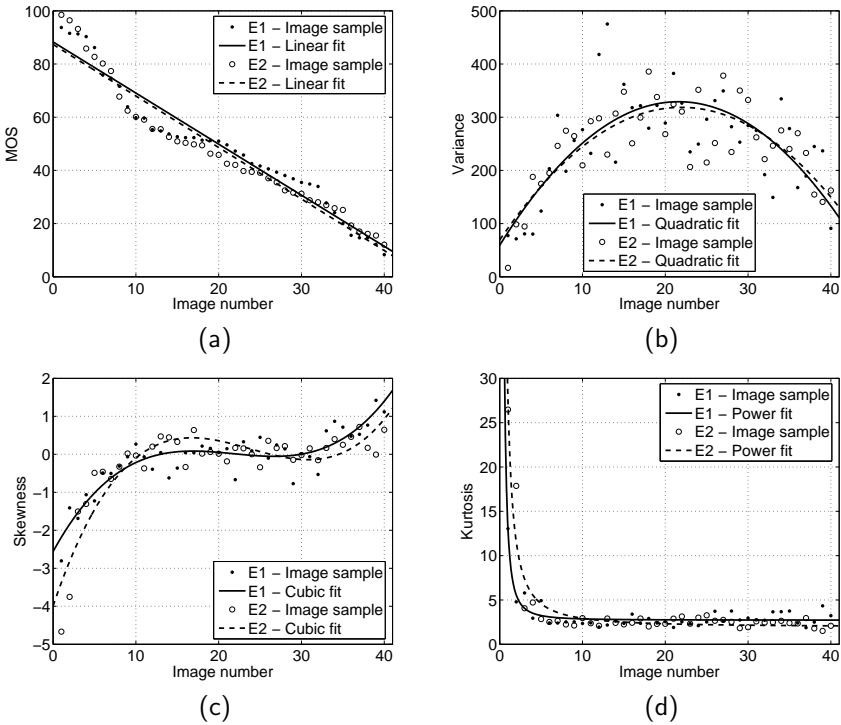 100
80
60
40
20
0
MOS
E1 − Image sample
E1 − Linear fit
E2 − Image sample
E2 − Linear fit
0 10 20 30 40
Image number
(a)
500
400
300
200
100
0
Variance
E1 − Image sample
E1 − Quadratic fit
E2 − Image sample
E2 − Quadratic fit
0 10 20 30 40
Image number
(b)
2
1
0
−1
−2
−3
−4
−5
Skewness
E1 − Image sample
E1 − Cubic fit
E2 − Image sample
E2 − Cubic fit
0 10 20 30 40
Image number
(c)
30
25
20
15
10
5
0
Kurtosis
E1 − Image sample
E1 − Power fit
E2 − Image sample
E2 − Power fit
0 10 20 30 40
Image number
(d)